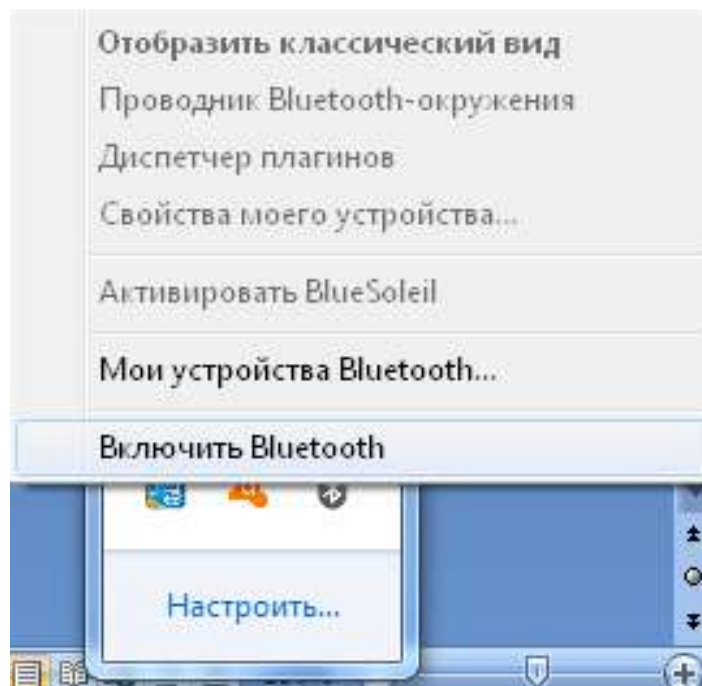 Отобразить классический вид
Проводник Bluetooth-окружения
Диспетчер плагинов
Свойства моего устройства...
Активировать BlueSoleil
Мои устройства Bluetooth...
Включить Bluetooth
Настроить...